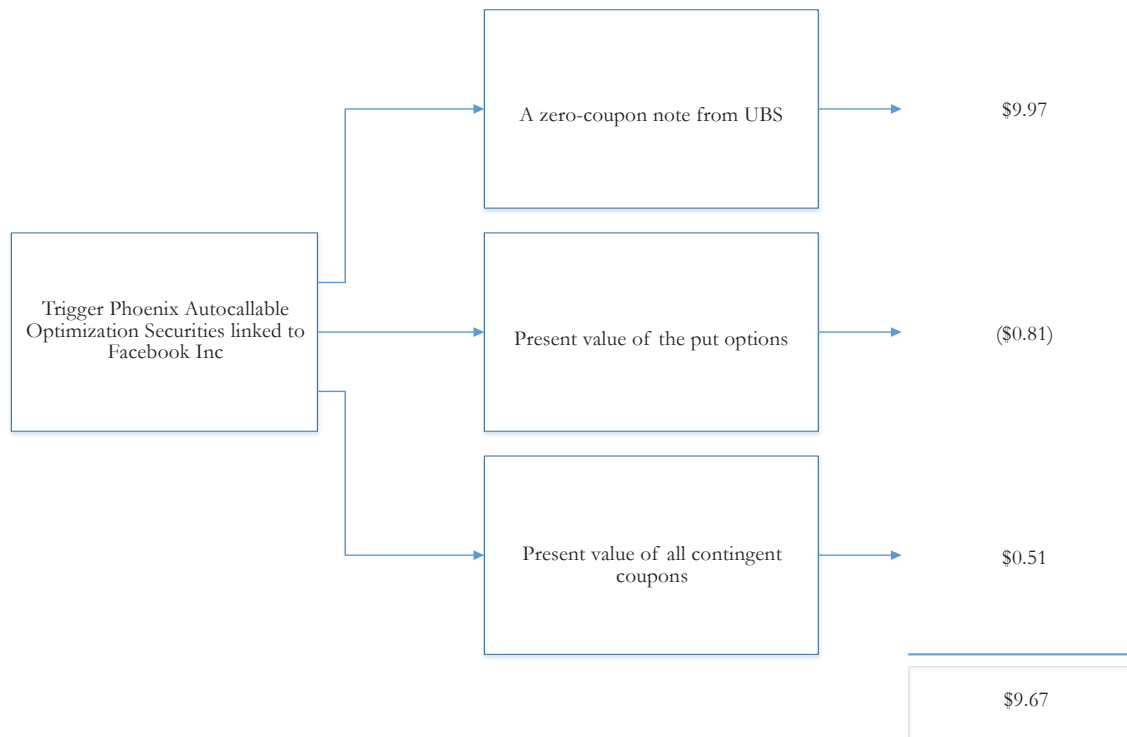 A zero-coupon note from UBS
$9.97
Trigger Phoenix Autocallable
Optimization Securities linked to
Facebook Inc
Present value of the put options
($0.81)
Present value of all contingent
coupons
$0.51
$9.67